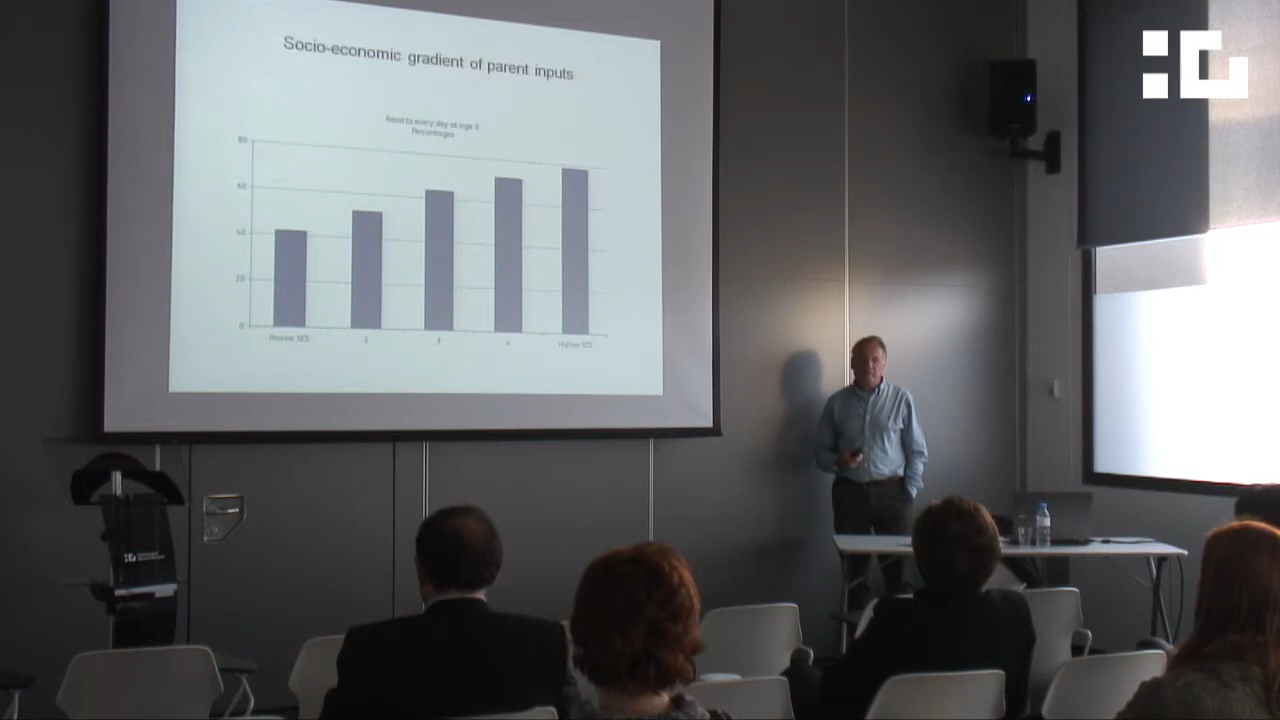 Socio-economic gradient of parent inputs
Read to every day at age 3
Percentages
80
60
40
20
0
Poorest SES
2
3
4
Highest SES